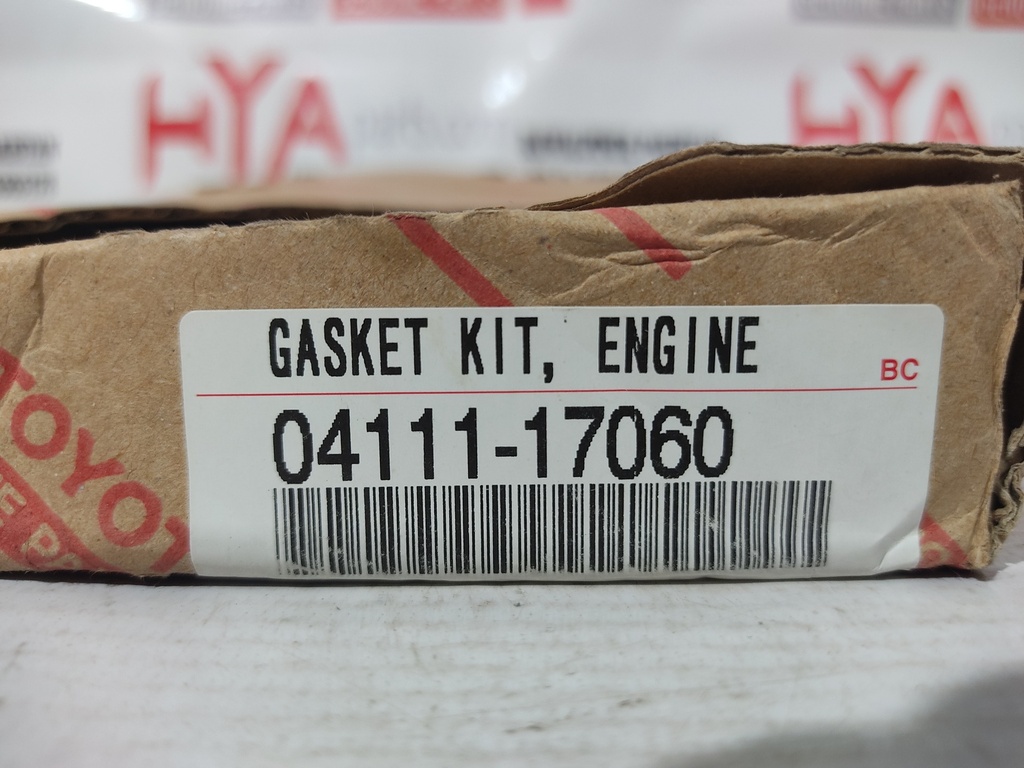 HYA
HYA
GASKET KIT, ENGINE
BC
04111-17060
TOYOT